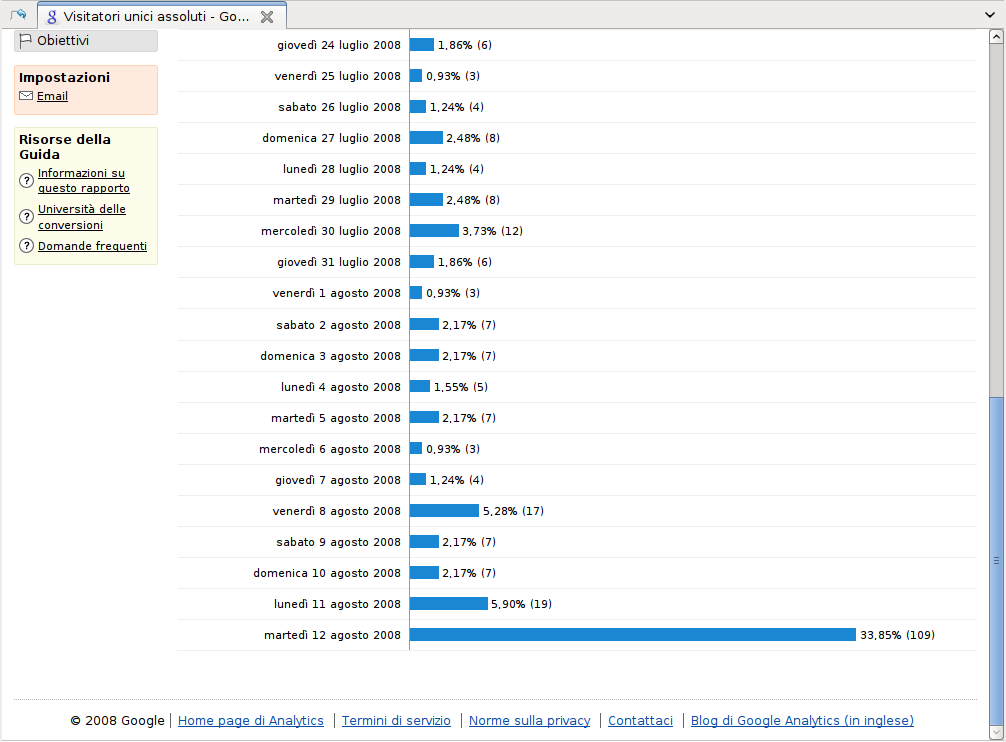 Visitatori unici assoluti - Go...
Obiettivi
Impostazioni
Email
Risorse della
Guida
Informazioni su
questo rapporto
Università delle
conversioni
Domande frequenti
giovedì 24 luglio 2008 1,86% (6)
venerdì 25 luglio 2008 0,93% (3)
sabato 26 luglio 2008 1,24% (4)
domenica 27 luglio 2008 2,48% (8)
lunedì 28 luglio 2008 1,24% (4)
martedì 29 luglio 2008 2,48% (8)
mercoledì 30 luglio 2008 3,73% (12)
giovedì 31 luglio 2008 1,86% (6)
venerdì 1 agosto 2008 0,93% (3)
sabato 2 agosto 2008 2,17% (7)
domenica 3 agosto 2008 2,17% (7)
lunedì 4 agosto 2008 1,55% (5)
martedì 5 agosto 2008 2,17% (7)
mercoledì 6 agosto 2008 0,93% (3)
giovedì 7 agosto 2008 1,24% (4)
venerdì 8 agosto 2008 5,28% (17)
sabato 9 agosto 2008 2,17% (7)
domenica 10 agosto 2008 2,17% (7)
lunedì 11 agosto 2008 5,90% (19)
martedì 12 agosto 2008 33,85% (109)
© 2008 Google | Home page di Analytics | Termini di servizio | Norme sulla privacy | Contattaci | Blog di Google Analytics (in inglese)